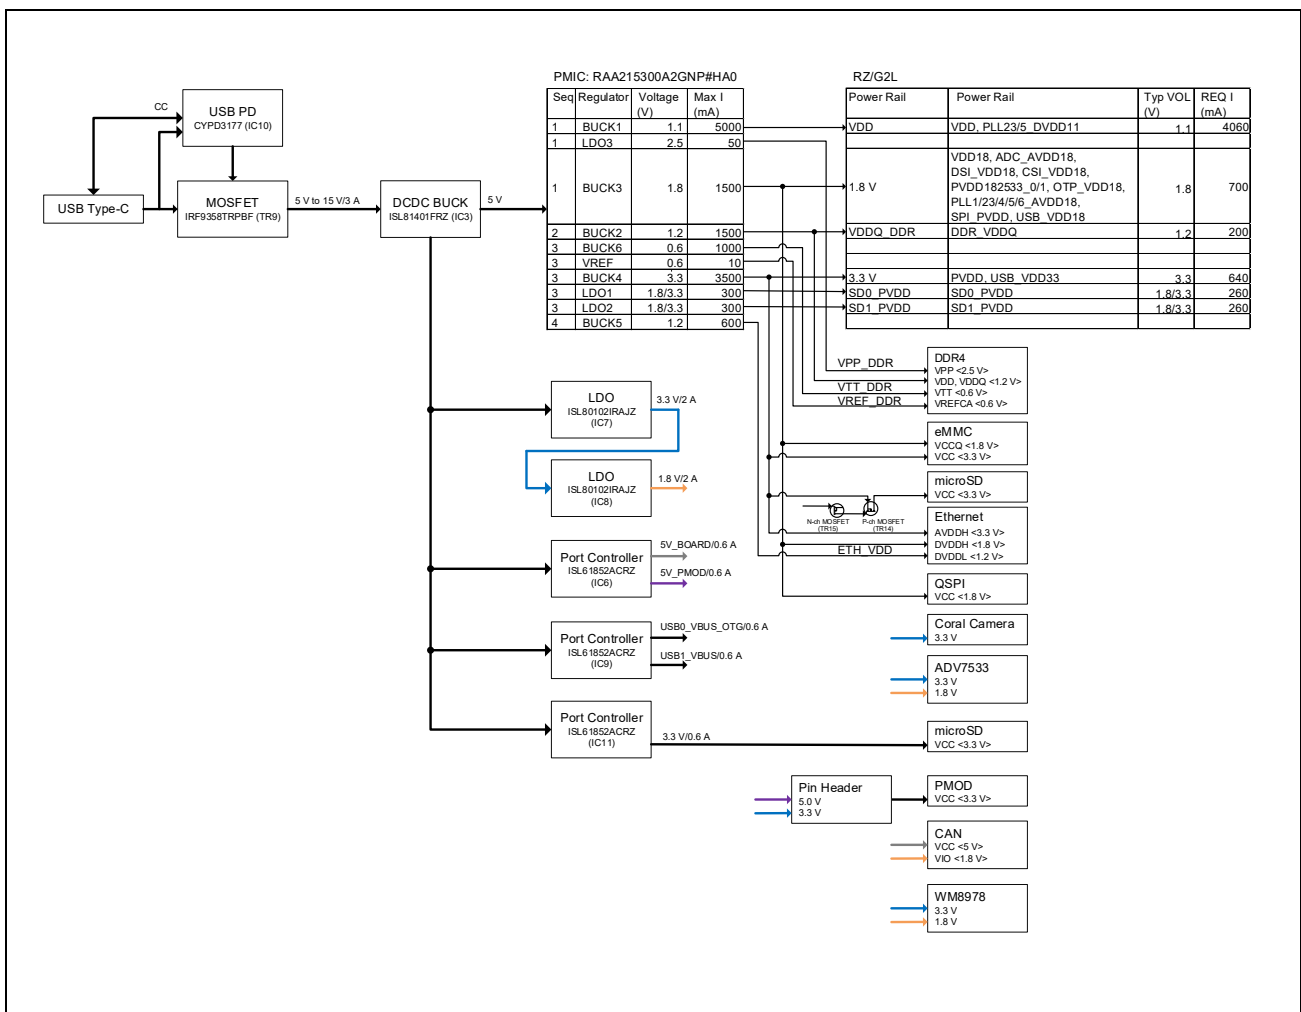 PMIC: RAA215300A2GNP#HA0
Seq Regulator Voltage (V) Max I (mA)
1 BUCK1 1.1 5000
1 LDO3 2.5 50
1 BUCK3 1.8 1500
2 BUCK2 1.2 1500
3 BUCK6 0.6 1000
3 VREF 0.6 10
3 BUCK4 3.3 3500
3 LDO1 1.8/3.3 300
3 LDO2 1.8/3.3 300
4 BUCK5 1.2 600
RZ/G2L
Power Rail Power Rail Typ VOL (V) REQ I (mA)
VDD VDD, PLL23/5_DVDD11 1.1 4060
1.8 V VDD18, ADC_AVDD18,
DSI_VDD18, CSI_VDD18,
PVDD182533_0/1, OTP_VDD18, 1.8 700
PLL1/23/4/5/6_AVDD18,
SPI_PVDD, USB_VDD18
VDDQ_DDR DDR_VDDQ 1.2 200
3.3 V PVDD, USB_VDD33 3.3 640
SD0_PVDD SD0_PVDD 1.8/3.3 260
SD1_PVDD SD1_PVDD 1.8/3.3 260
CC
USB PD
CYPD3177 (IC10)
USB Type-C
MOSFET
IRF9358TRPBF (TR9)
5 V to 15 V/3 A
DCDC BUCK
ISL81401FRZ (IC3)
5 V
LDO
ISL80102IRAJZ
(IC7)
3.3 V/2 A
LDO
ISL80102IRAJZ
(IC8)
1.8 V/2 A
Port Controller
ISL61852ACRZ
(IC6)
5V_BOARD/0.6 A
5V_PMOD/0.6 A
Port Controller
ISL61852ACRZ
(IC9)
USB0_VBUS_OTG/0.6 A
USB1_VBUS/0.6 A
Port Controller
ISL61852ACRZ
(IC11)
3.3 V/0.6 A
VPP_DDR
VTT_DDR
VREF_DDR
DDR4
VPP <2.5 V>
VDD, VDDQ <1.2 V>
VTT <0.6 V>
VREFCA <0.6 V>
eMMC
VCCQ <1.8 V>
VCC <3.3 V>
microSD
VCC <3.3 V>
N-ch MOSFET
(TR15)
P-ch MOSFET
(TR14)
ETH_VDD
Ethernet
AVDDH <3.3 V>
DVDDH <1.8 V>
DVDDL <1.2 V>
QSPI
VCC <1.8 V>
Coral Camera
3.3 V
ADV7533
3.3 V
1.8 V
microSD
VCC <3.3 V>
Pin Header
5.0 V
3.3 V
PMOD
VCC <3.3 V>
CAN
VCC <5 V>
VIO <1.8 V>
WM8978
3.3 V
1.8 V